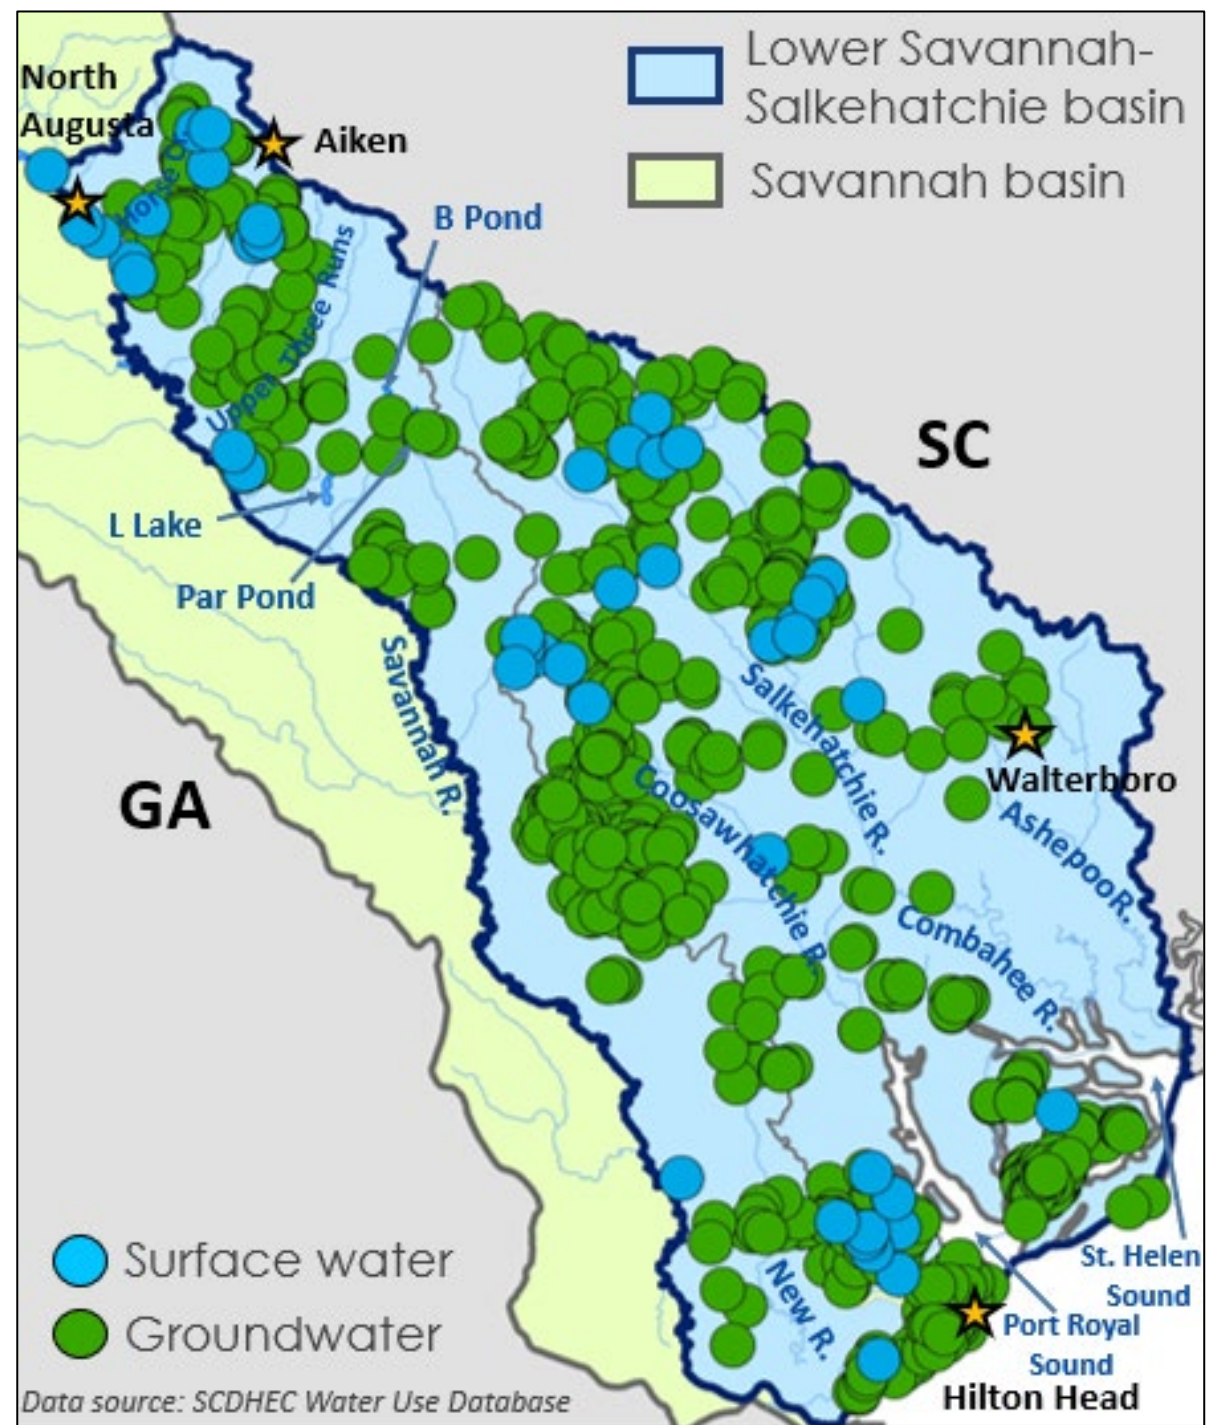 Lower Savannah-
Salkehatchie basin
Savannah basin
North
Augusta
Aiken
Horse C
B Pond
Upper Three Runs
SC
L Lake
Par Pond
Savannah R.
GA
Salkehatchie R.
Walterboro
Coosawhatchie R.
Ashepoo R.
Combahee R.
Surface water
Groundwater
New R.
St. Helen
Sound
Port Royal
Sound
Hilton Head
Data source: SCDHEC Water Use Database